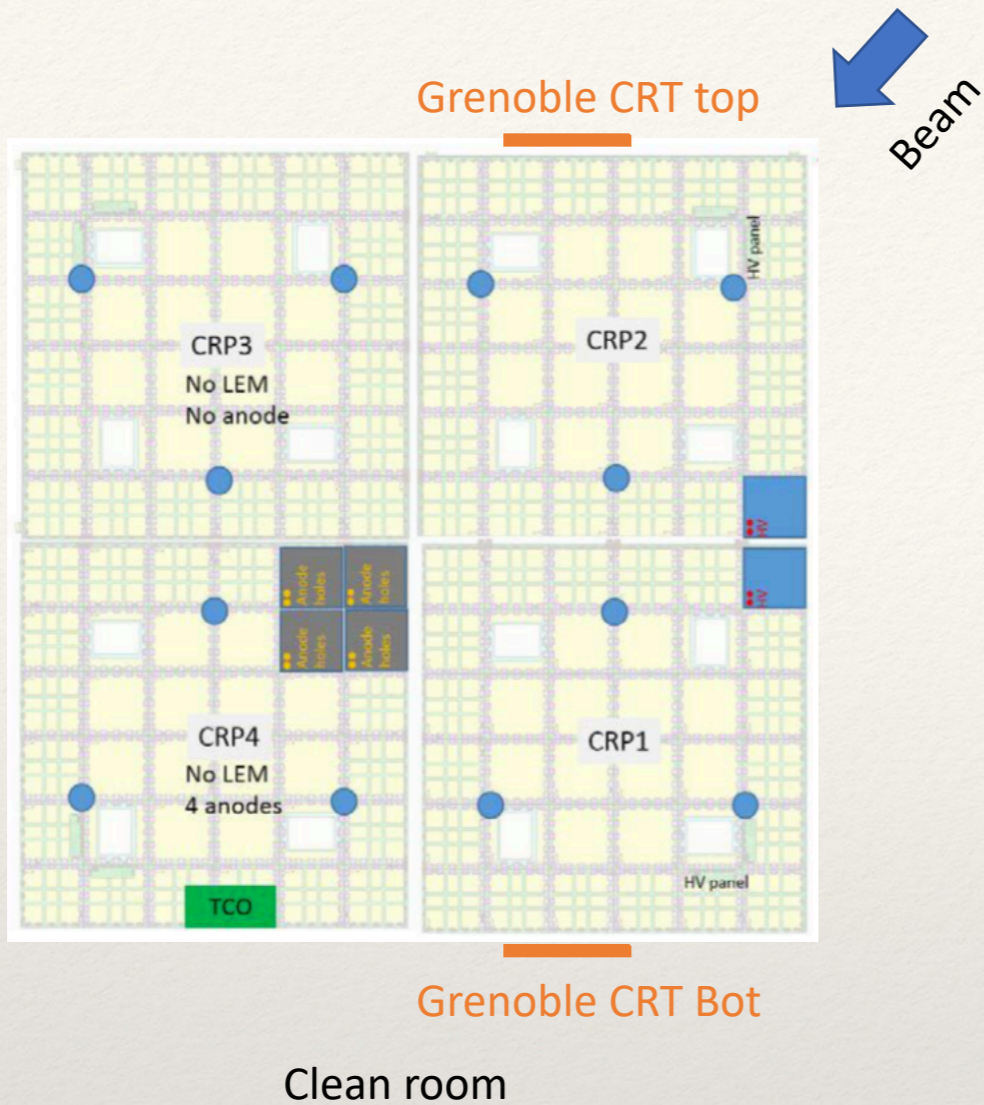 Grenoble CRT top
Beam
CRP3
No LEM
No anode
CRP2
HV panel
HV
HV
Anode
holes
Anode
holes
Anode
holes
Anode
holes
CRP4
No LEM
4 anodes
CRP1
HV panel
TCO
Grenoble CRT Bot
Clean room